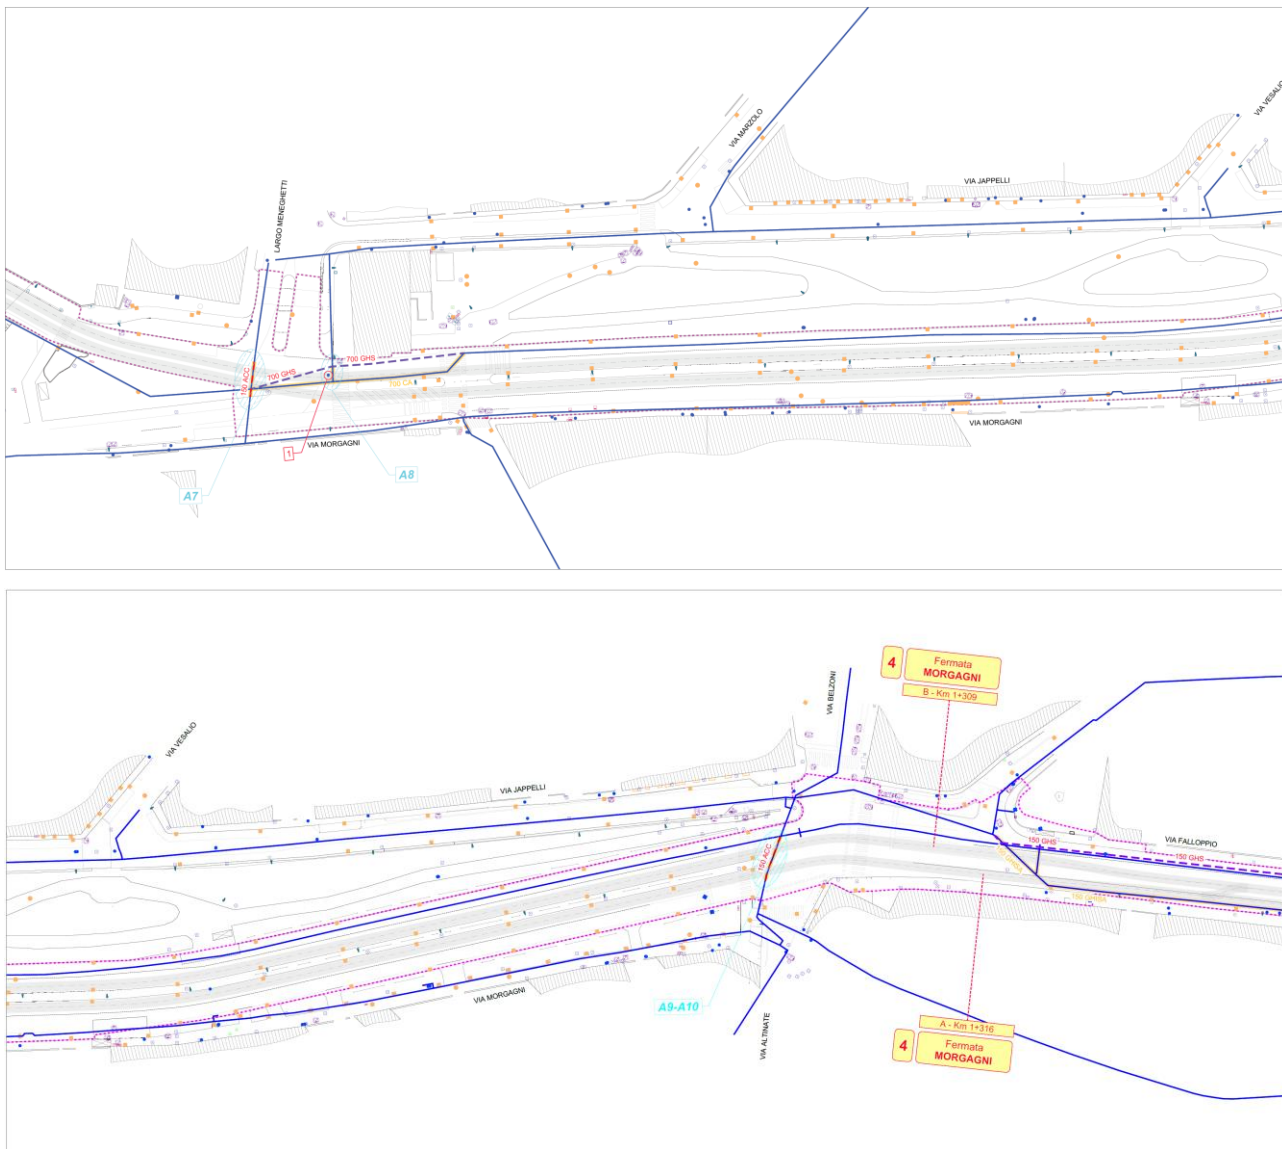 VIA MARZOLO
VIA VESALIO
VIA JAPPELLI
LARGO MENEGHETTI
700 GHS
700 GHS
150 ACC
700 CA
VIA MORGAGNI
VIA MORGAGNI
1
A8
A7
4
Fermata
MORGAGNI
B - Km 1+309
VIA BELZONI
VIA VESALIO
VIA JAPPELLI
VIA FALLOPPIO
150 GHS
150 GHS
150 ACC
VIA MORGAGNI
A9-A10
VIA ALTINATE
A - Km 1+316
4
Fermata
MORGAGNI